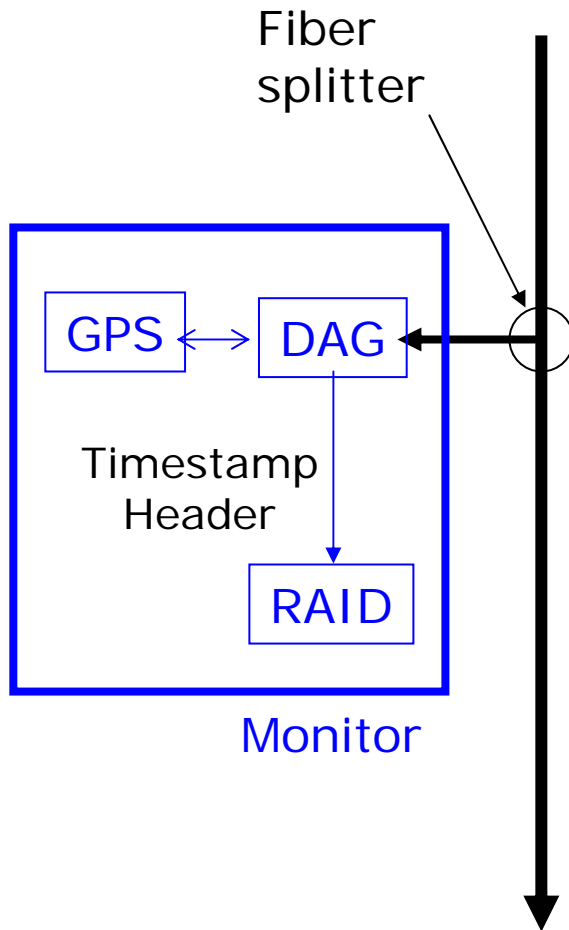 Fiber
splitter
GPS
DAG
Timestamp
Header
RAID
Monitor